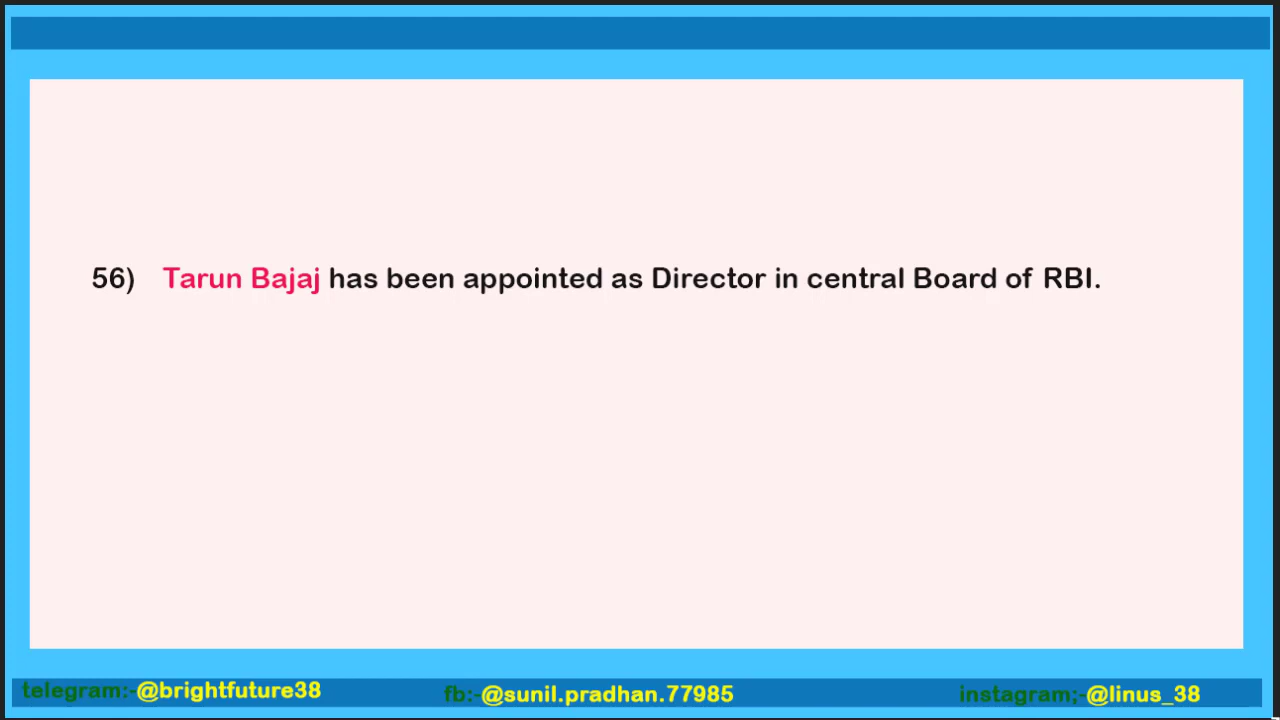 56) Tarun Bajaj has been appointed as Director in central Board of RBI.
telegram:-@brightfuture38 fb:-@sunil.pradhan.77985 instagram;-@linus_38